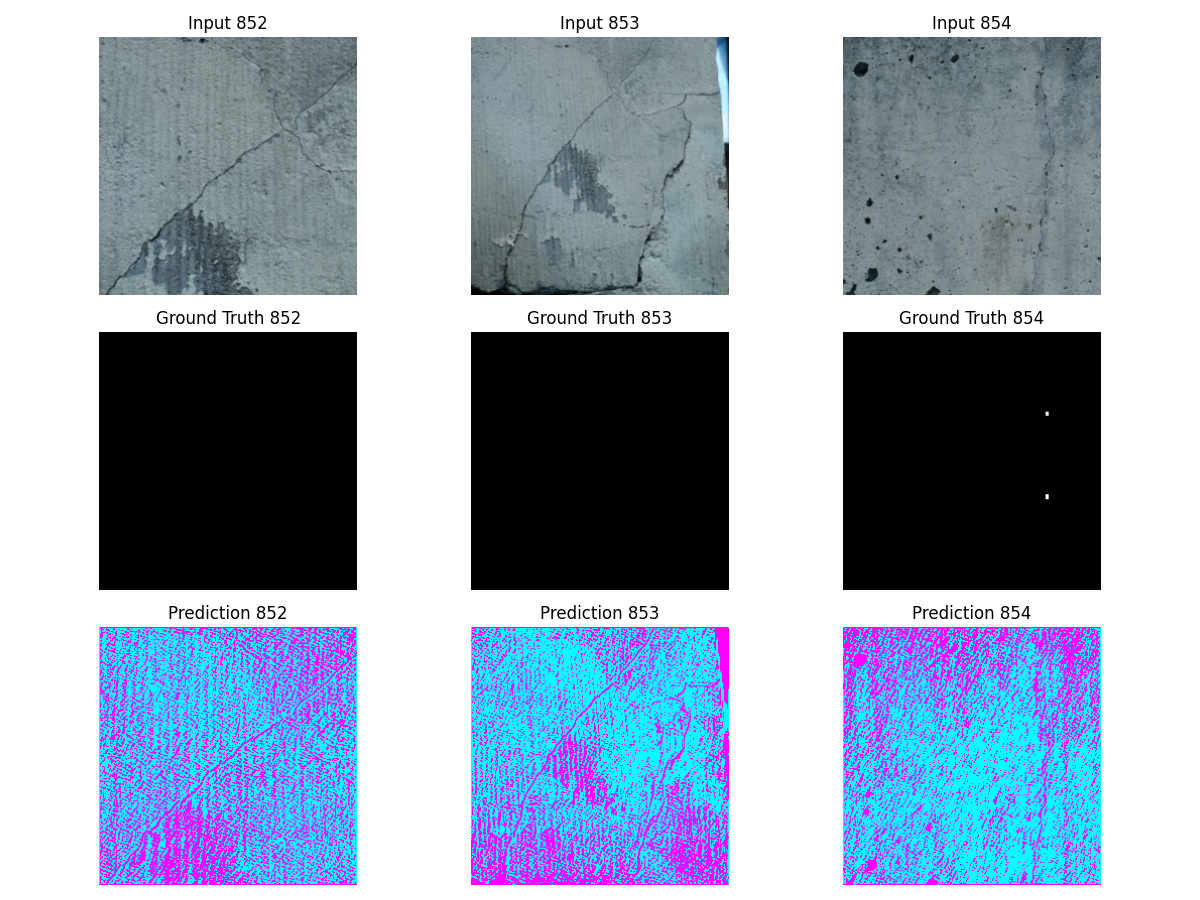 Input 852
Input 853
Input 854
Ground Truth 852
Ground Truth 853
Ground Truth 854
Prediction 852
Prediction 853
Prediction 854